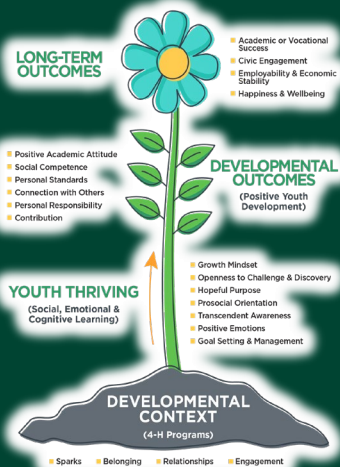 LONG-TERM
OUTCOMES
Academic or Vocational
Success
Civic Engagement
Employability & Economic
Stability
Happiness & Wellbeing
Positive Academic Attitude
Social Competence
Personal Standards
Connection with Others
Personal Responsibility
Contribution
DEVELOPMENTAL
OUTCOMES
(Positive Youth
Development)
YOUTH THRIVING
(Social, Emotional &
Cognitive Learning)
Growth Mindset
Openness to Challenge & Discovery
Hopeful Purpose
Prosocial Orientation
Transcendent Awareness
Positive Emotions
Goal Setting & Management
DEVELOPMENTAL
CONTEXT
(4-H Programs)
Sparks Belonging Relationships Engagement